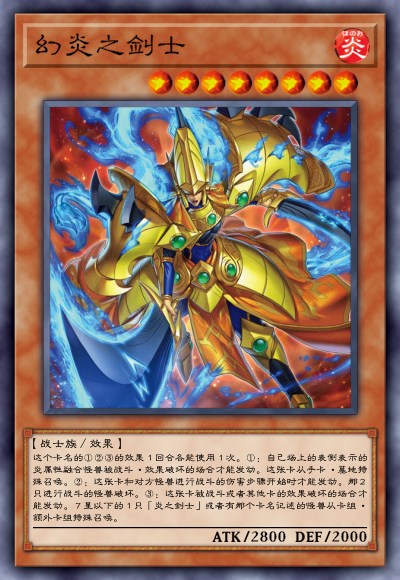 幻炎之剑士
ほのお
炎
【战士族／效果】
这个卡名的①②③的效果1回合各能使用1次。①：自己场上的表侧表示的
炎属性融合怪兽被战斗·效果破坏的场合才能发动。这张卡从手卡·墓地特
殊召唤。②：这张卡和对方怪兽进行战斗的伤害步骤开始时才能发动。那2
只进行战斗的怪兽破坏。③：这张卡被战斗或者其他卡的效果破坏的场合才
能发动。7星以下的1只「炎之剑士」或者有那个卡名记述的怪兽从卡组·
额外卡组特殊召唤。
ATK/2800 DEF/2000